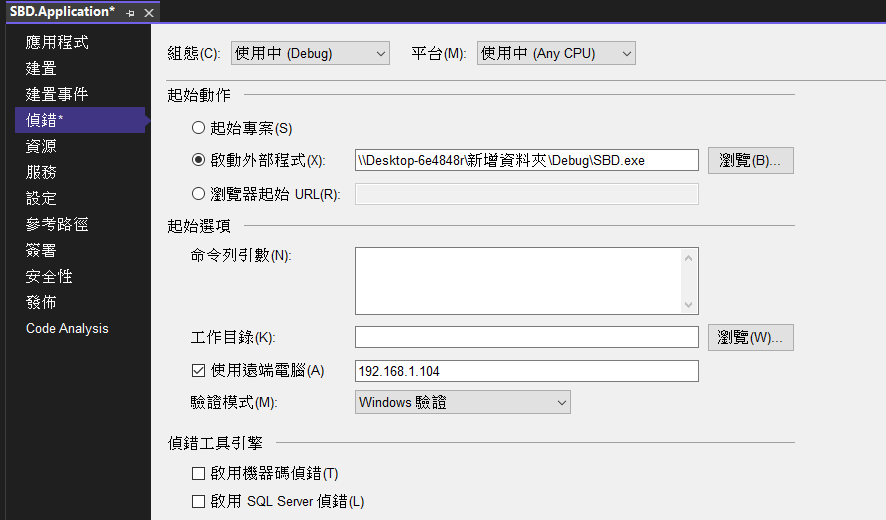 SBD.Application*
應用程式
建置
建置事件
偵錯*
資源
服務
設定
參考路徑
簽署
安全性
發佈
Code Analysis
組態(C): 使用中 (Debug) 平台(M): 使用中 (Any CPU)
起始動作
起始專案(S)
啟動外部程式(X): \\Desktop-6e4848r\新增資料夾\Debug\SBD.exe 瀏覽(B)...
瀏覽器起始 URL(R):
起始選項
命令列引數(N):
工作目錄(K): 瀏覽(W)...
使用遠端電腦(A) 192.168.1.104
驗證模式(M): Windows 驗證
偵錯工具引擎
啟用機器碼偵錯(T)
啟用 SQL Server 偵錯(L)